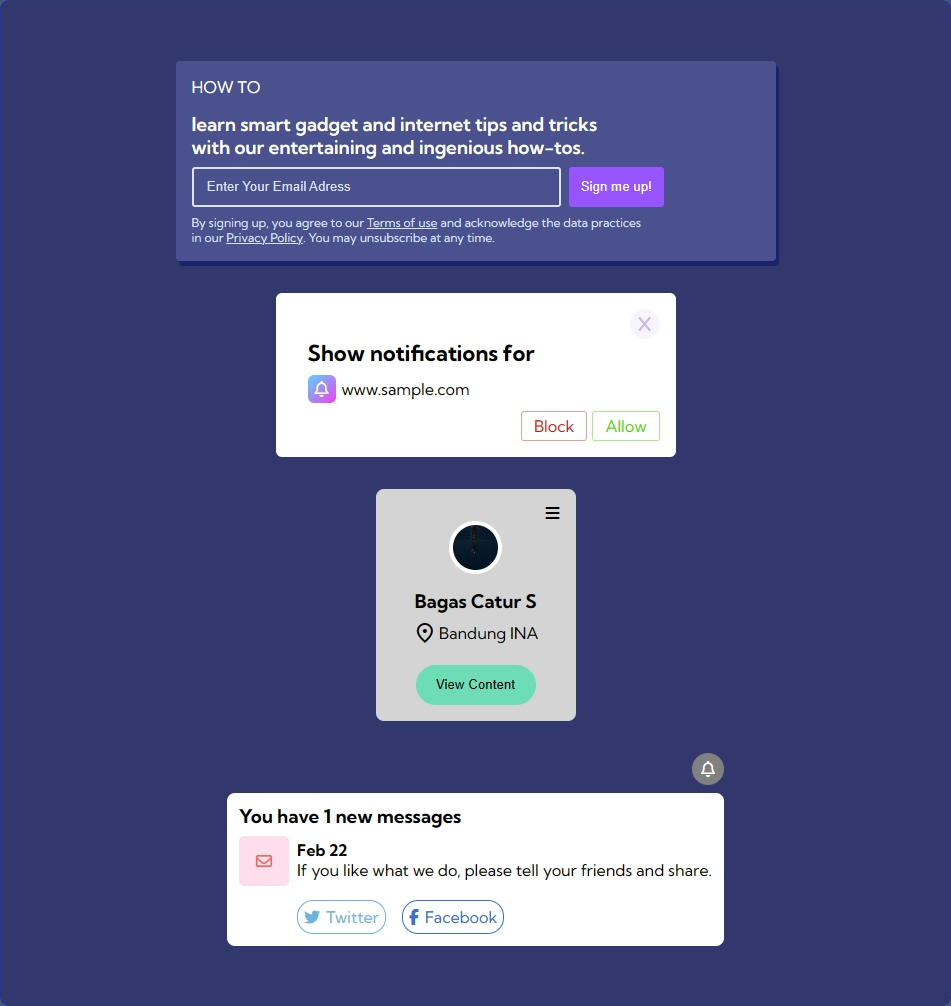 HOW TO
learn smart gadget and internet tips and tricks
with our entertaining and ingenious how-tos.
Enter Your Email Adress
Sign me up!
By signing up, you agree to our Terms of use and acknowledge the data practices
in our Privacy Policy. You may unsubscribe at any time.
X
Show notifications for
www.sample.com
Block
Allow
Bagas Catur S
Bandung INA
View Content
You have 1 new messages
Feb 22
If you like what we do, please tell your friends and share.
Twitter
Facebook